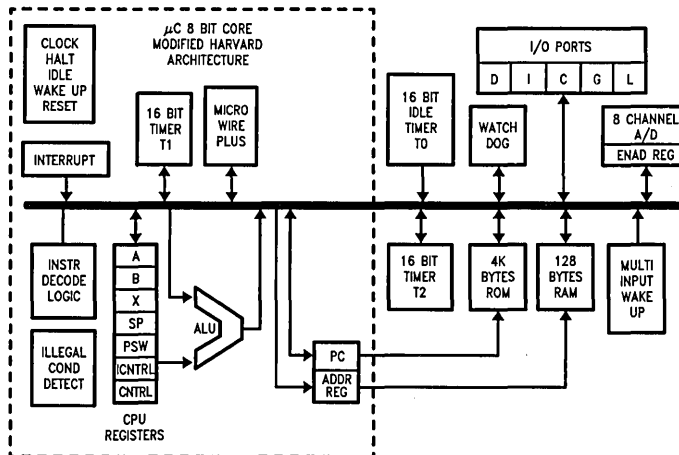 CLOCK
HALT
IDLE
WAKE UP
RESET
μC 8 BIT CORE
MODIFIED HARVARD
ARCHITECTURE
INTERRUPT
16 BIT
TIMER
T1
MICRO
WIRE
PLUS
I/O PORTS
D I C G L
16 BIT
IDLE
TIMER
T0
WATCH
DOG
8 CHANNEL
A/D
ENAD REG
INSTR
DECODE
LOGIC
ILLEGAL
COND
DETECT
A
B
X
SP
PSW
ICNTRL
CNTRL
CPU
REGISTERS
ALU
PC
ADDR
REG
16 BIT
TIMER
T2
4K
BYTES
ROM
128
BYTES
RAM
MULTI
INPUT
WAKE
UP